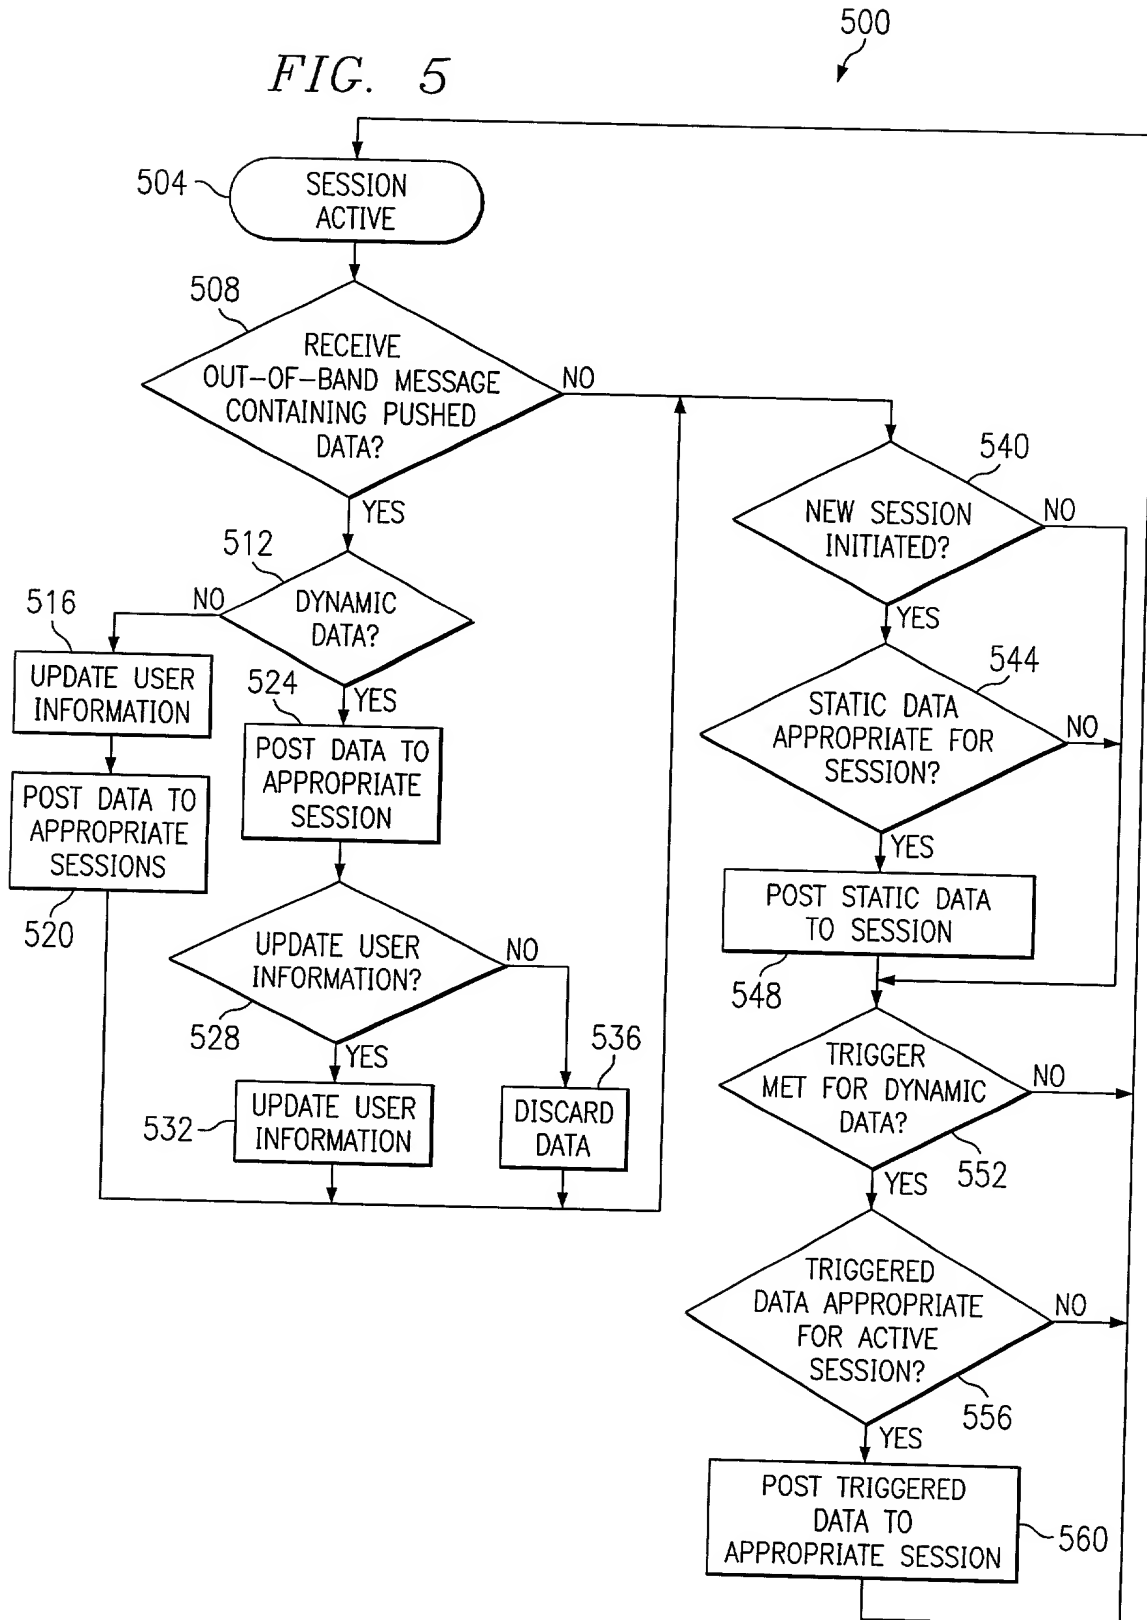 FIG. 5
500
504
SESSION
ACTIVE
508
RECEIVE
OUT-OF-BAND MESSAGE
CONTAINING PUSHED
DATA?
NO
YES
512
NO
DYNAMIC
DATA?
YES
516
UPDATE USER
INFORMATION
POST DATA TO
APPROPRIATE
SESSIONS
520
524
POST DATA TO
APPROPRIATE
SESSION
UPDATE USER
INFORMATION?
NO
528
YES
532
UPDATE USER
INFORMATION
536
DISCARD
DATA
540
NEW SESSION
INITIATED?
NO
YES
544
STATIC DATA
APPROPRIATE FOR
SESSION?
NO
YES
POST STATIC DATA
TO SESSION
548
TRIGGER
MET FOR DYNAMIC
DATA?
NO
552
YES
TRIGGERED
DATA APPROPRIATE
FOR ACTIVE
SESSION?
NO
556
YES
POST TRIGGERED
DATA TO
APPROPRIATE SESSION
560